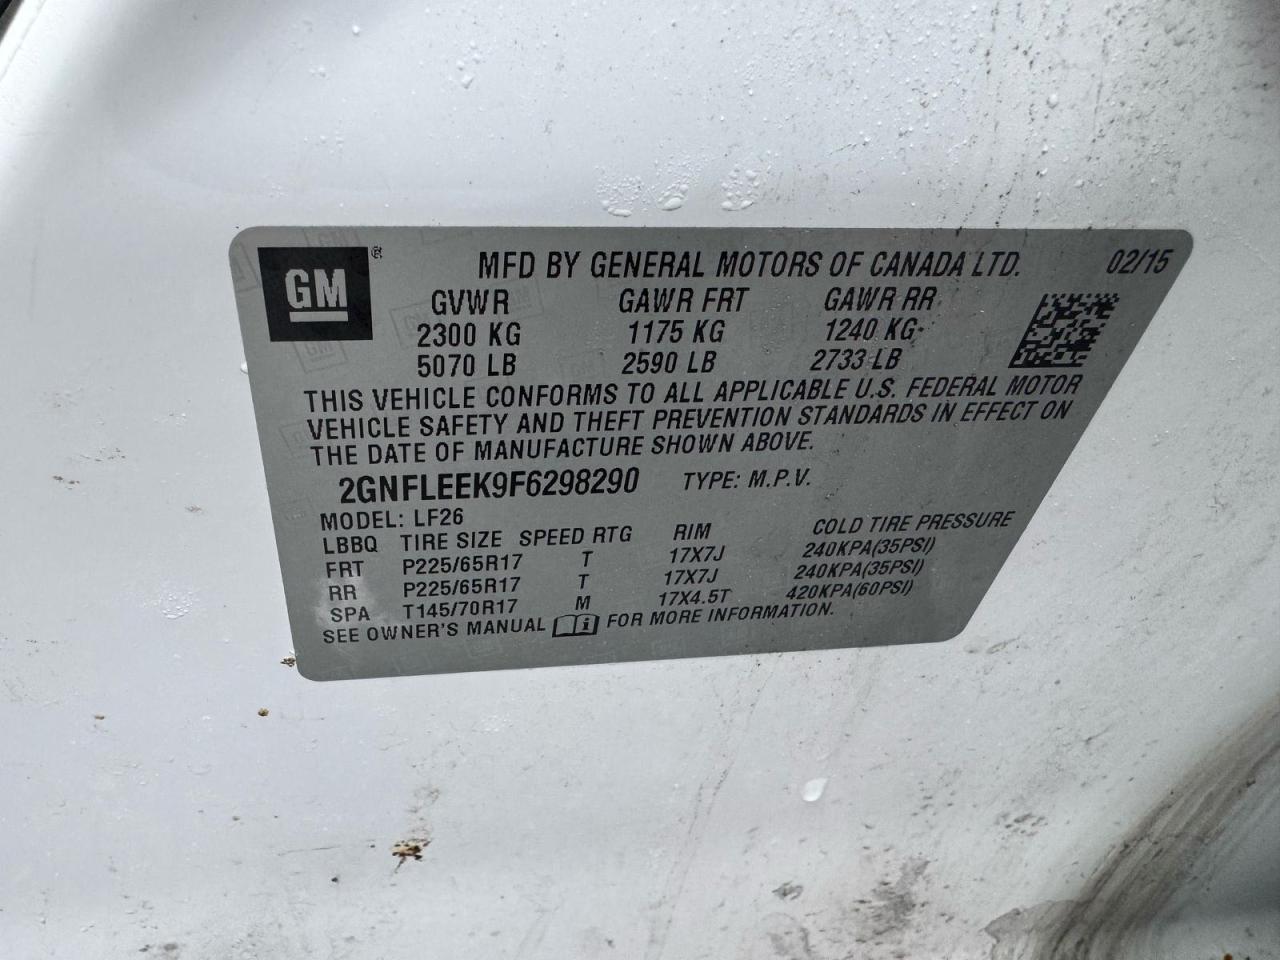 GM ® MFD BY GENERAL MOTORS OF CANADA LTD. 02/15
GVWR GAWR FRT GAWR RR
2300 KG 1175 KG 1240 KG
5070 LB 2590 LB 2733 LB
THIS VEHICLE CONFORMS TO ALL APPLICABLE U.S. FEDERAL MOTOR
VEHICLE SAFETY AND THEFT PREVENTION STANDARDS IN EFFECT ON
THE DATE OF MANUFACTURE SHOWN ABOVE.
2GNFLEEK9F6298290 TYPE: M.P.V.
MODEL: LF26
LBBQ TIRE SIZE SPEED RTG RIM COLD TIRE PRESSURE
FRT P225/65R17 T 17X7J 240KPA(35PSI)
RR P225/65R17 T 17X7J 240KPA(35PSI)
SPA T145/70R17 M 17X4.5T 420KPA(60PSI)
SEE OWNER'S MANUAL i FOR MORE INFORMATION.